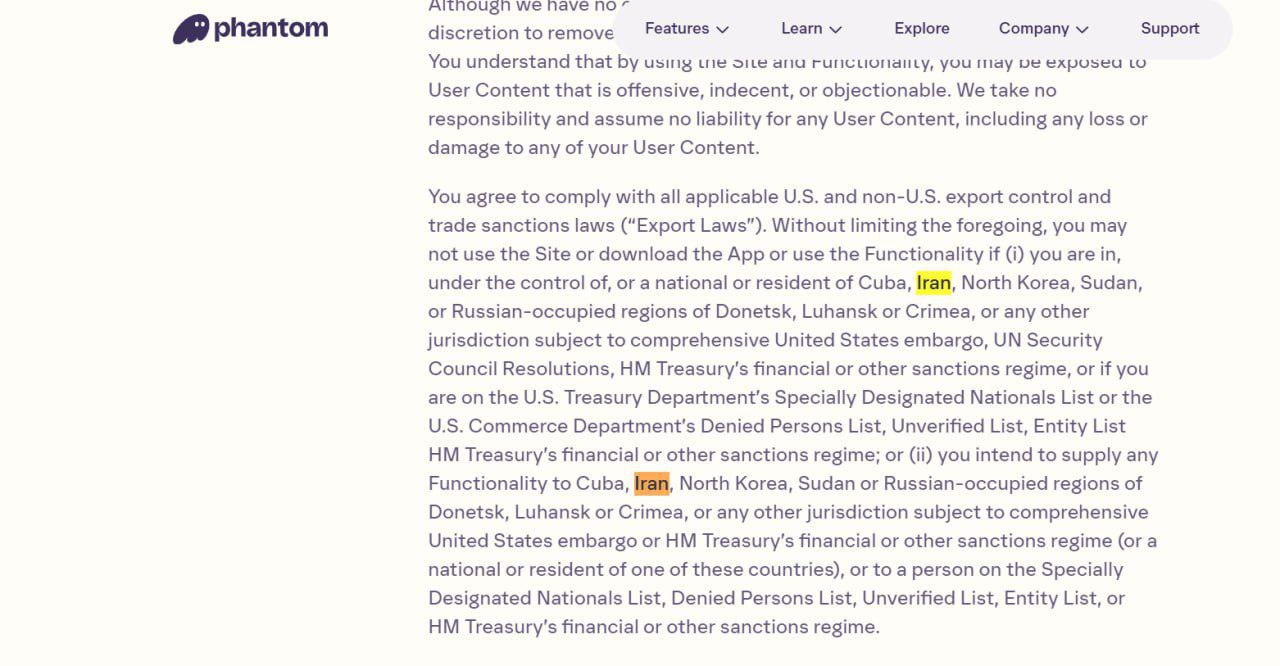 phantom
Features
Learn
Explore
Company
Support
Although we have no
discretion to remove
You understand that by using the Site and Functionality, you may be exposed to
User Content that is offensive, indecent, or objectionable. We take no
responsibility and assume no liability for any User Content, including any loss or
damage to any of your User Content.
You agree to comply with all applicable U.S. and non-U.S. export control and
trade sanctions laws (“Export Laws”). Without limiting the foregoing, you may
not use the Site or download the App or use the Functionality if (i) you are in,
under the control of, or a national or resident of Cuba, Iran, North Korea, Sudan,
or Russian-occupied regions of Donetsk, Luhansk or Crimea, or any other
jurisdiction subject to comprehensive United States embargo, UN Security
Council Resolutions, HM Treasury’s financial or other sanctions regime, or if you
are on the U.S. Treasury Department’s Specially Designated Nationals List or the
U.S. Commerce Department’s Denied Persons List, Unverified List, Entity List
HM Treasury’s financial or other sanctions regime; or (ii) you intend to supply any
Functionality to Cuba, Iran, North Korea, Sudan or Russian-occupied regions of
Donetsk, Luhansk or Crimea, or any other jurisdiction subject to comprehensive
United States embargo or HM Treasury’s financial or other sanctions regime (or a
national or resident of one of these countries), or to a person on the Specially
Designated Nationals List, Denied Persons List, Unverified List, Entity List, or
HM Treasury’s financial or other sanctions regime.